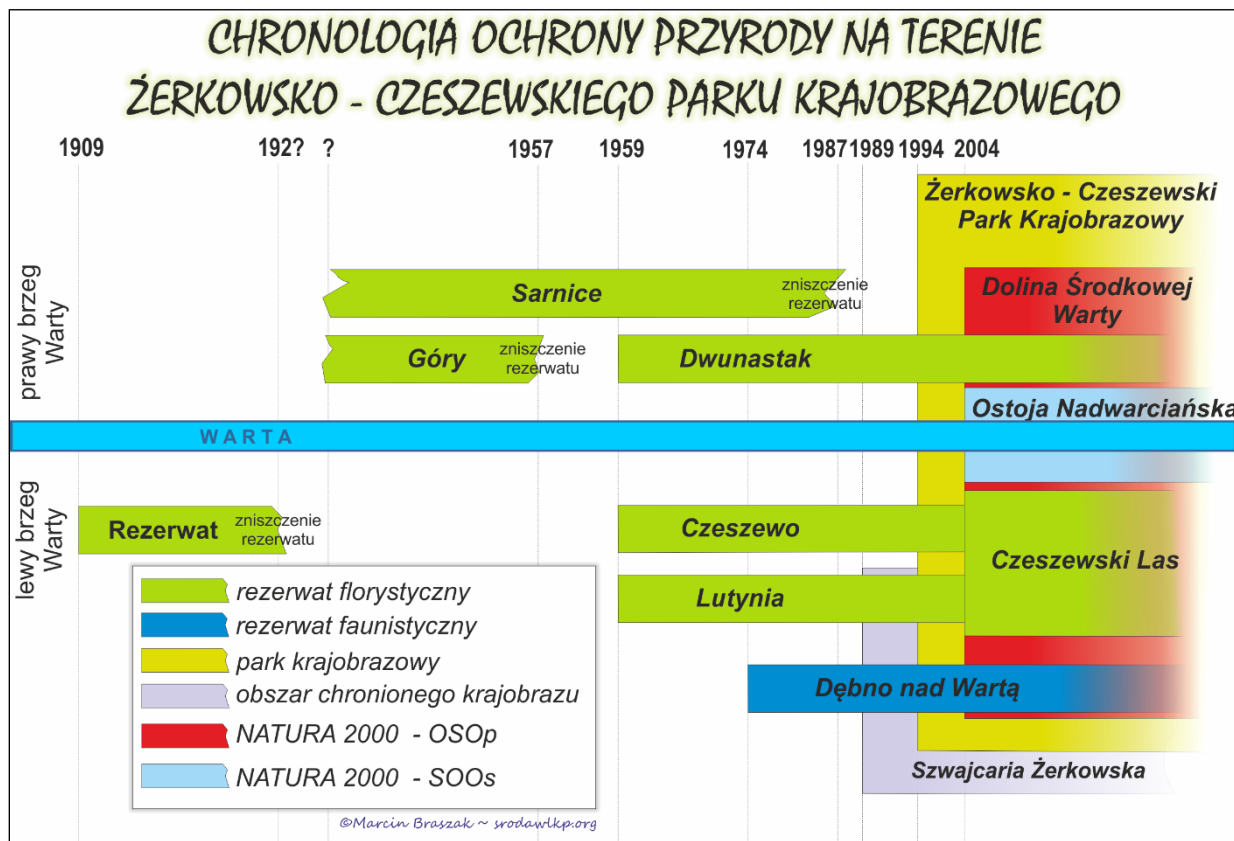 CHRONOLOGIA OCHRONY PRZYRODY NA TERENIE
ŻERKOWSKO - CZESZEWSKIEGO PARKU KRAJOBRAZOWEGO
1909 192? ? 1957 1959 1974 1987 1989 1994 2004
prawy brzeg
Warty
Żerkowsko - Czeszewski
Park Krajobrazowy
Sarnice
zniszczenie
rezerwatu
Dolina Środkowej
Warty
Góry
zniszczenie
rezerwatu
Dwunastak
Ostoja Nadwarciańska
WARTA
lewy brzeg
Warty
Rezerwat
zniszczenie
rezerwatu
Czeszewo
Czeszewski Las
Lutynia
Dębno nad Wartą
Szwajcaria Żerkowska
rezerwat florystyczny
rezerwat faunistyczny
park krajobrazowy
obszar chronionego krajobrazu
NATURA 2000 - OSOp
NATURA 2000 - SOOs
©Marcin Braszak ~ srodawlkp.org